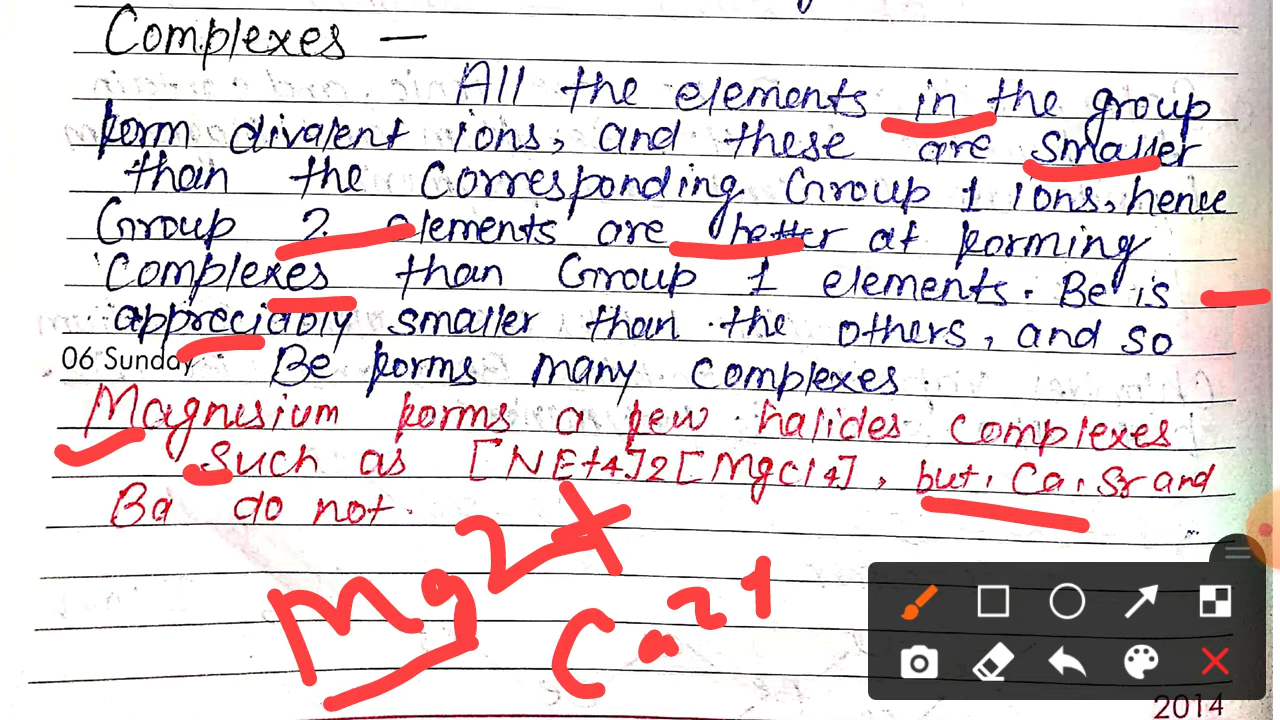 Complexes —
All the elements in the group
form divalent ions, and these are smaller
than the corresponding Group 1 ions, hence
Group 2 elements are better at forming
Complexes than Group 1 elements. Be is
appreciably smaller than the others, and so
06 Sunday Be forms many complexes.
Magnesium forms a few halides complexes
Such as [NEt4]2[MgCl4], but, Ca, Sr and
Ba do not.
Mg2+
Ca2+
2014